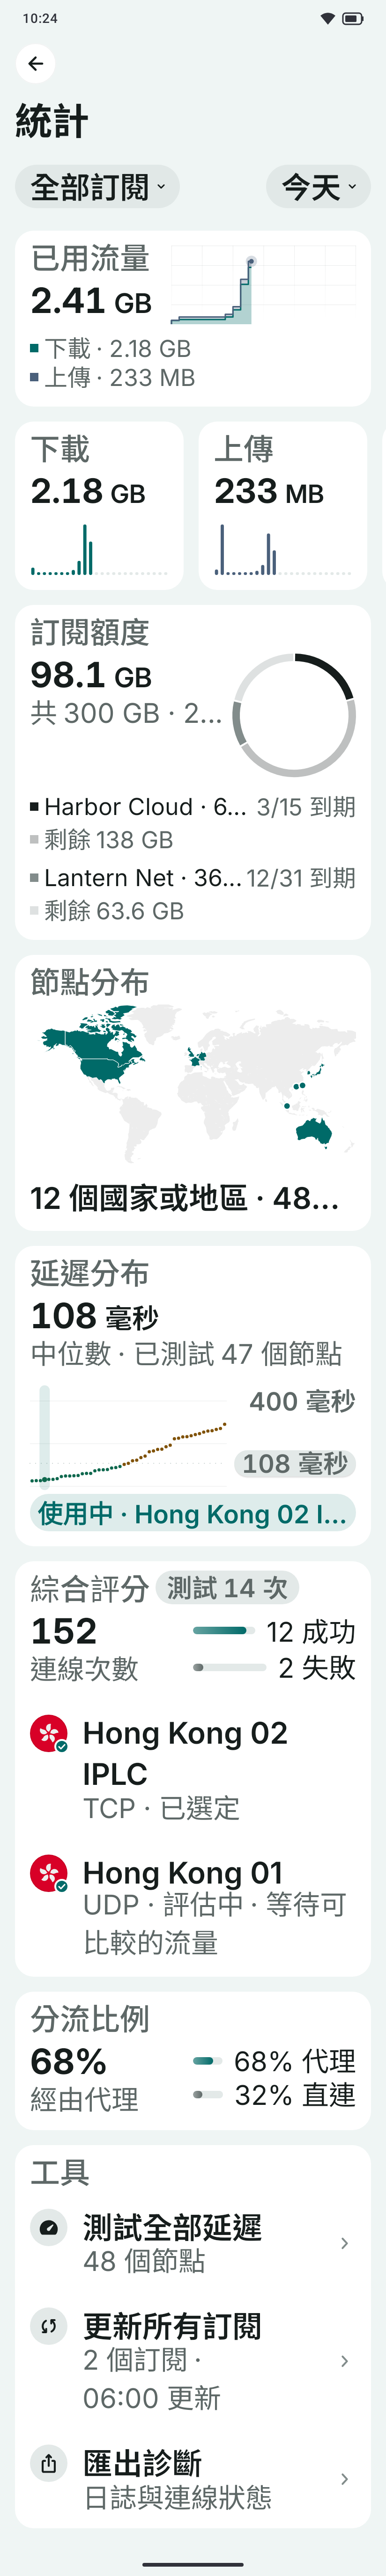 10:24
統計
全部訂閱
今天
已用流量
2.41 GB
下載 · 2.18 GB
上傳 · 233 MB
下載
2.18 GB
上傳
233 MB
訂閱額度
98.1 GB
共 300 GB · 2...
Harbor Cloud · 6... 3/15 到期
剩餘 138 GB
Lantern Net · 36... 12/31 到期
剩餘 63.6 GB
節點分布
12 個國家或地區 · 48...
延遲分布
108 毫秒
中位數 · 已測試 47 個節點
400 毫秒
108 毫秒
使用中 · Hong Kong 02 I...
綜合評分 測試 14 次
152
連線次數
12 成功
2 失敗
Hong Kong 02
IPLC
TCP · 已選定
Hong Kong 01
UDP · 評估中 · 等待可
比較的流量
分流比例
68%
經由代理
68% 代理
32% 直連
工具
測試全部延遲
48 個節點
更新所有訂閱
2 個訂閱 ·
06:00 更新
匯出診斷
日誌與連線狀態